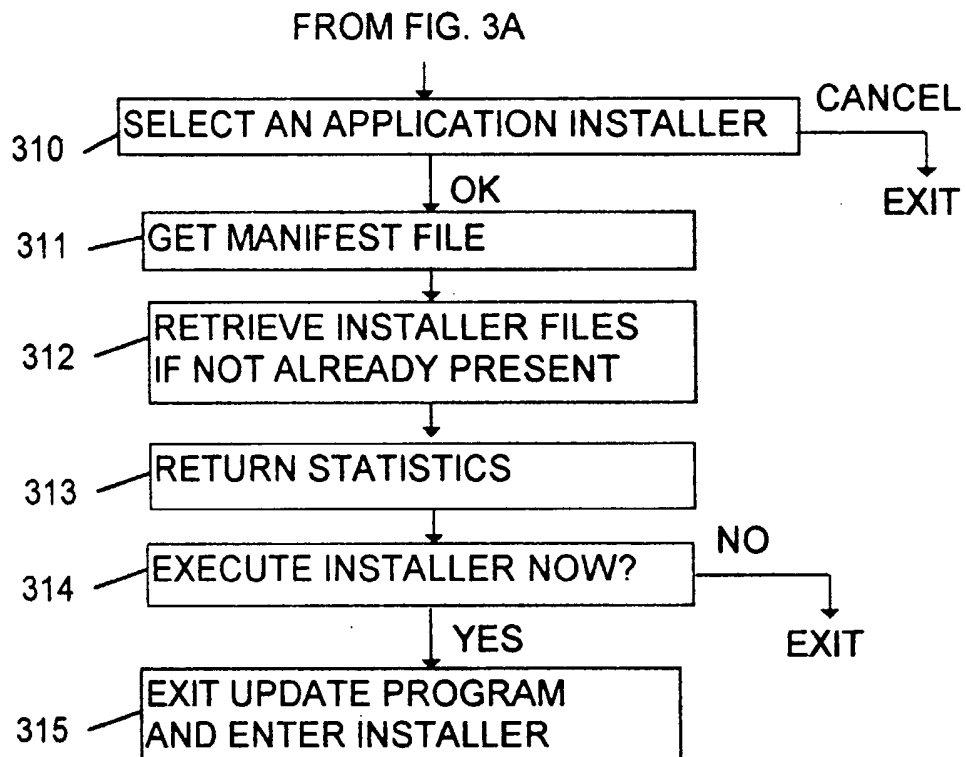 FROM FIG. 3A
310
SELECT AN APPLICATION INSTALLER
CANCEL
EXIT
OK
311
GET MANIFEST FILE
312
RETRIEVE INSTALLER FILES
IF NOT ALREADY PRESENT
313
RETURN STATISTICS
314
EXECUTE INSTALLER NOW?
NO
EXIT
YES
315
EXIT UPDATE PROGRAM
AND ENTER INSTALLER